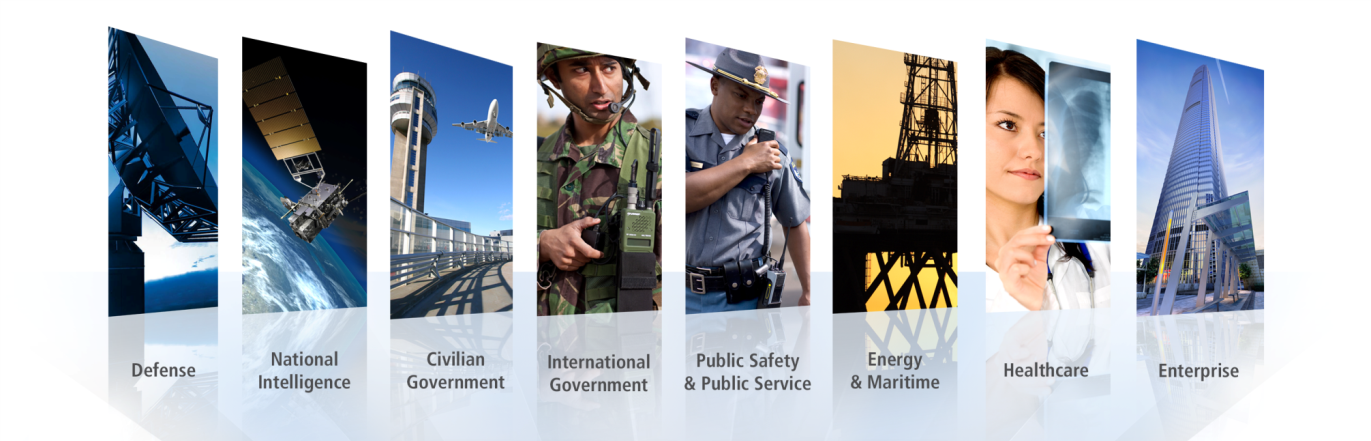 Defense
National
Intelligence
Civilian
Government
International
Government
Public Safety
& Public Service
Energy
& Maritime
Healthcare
Enterprise